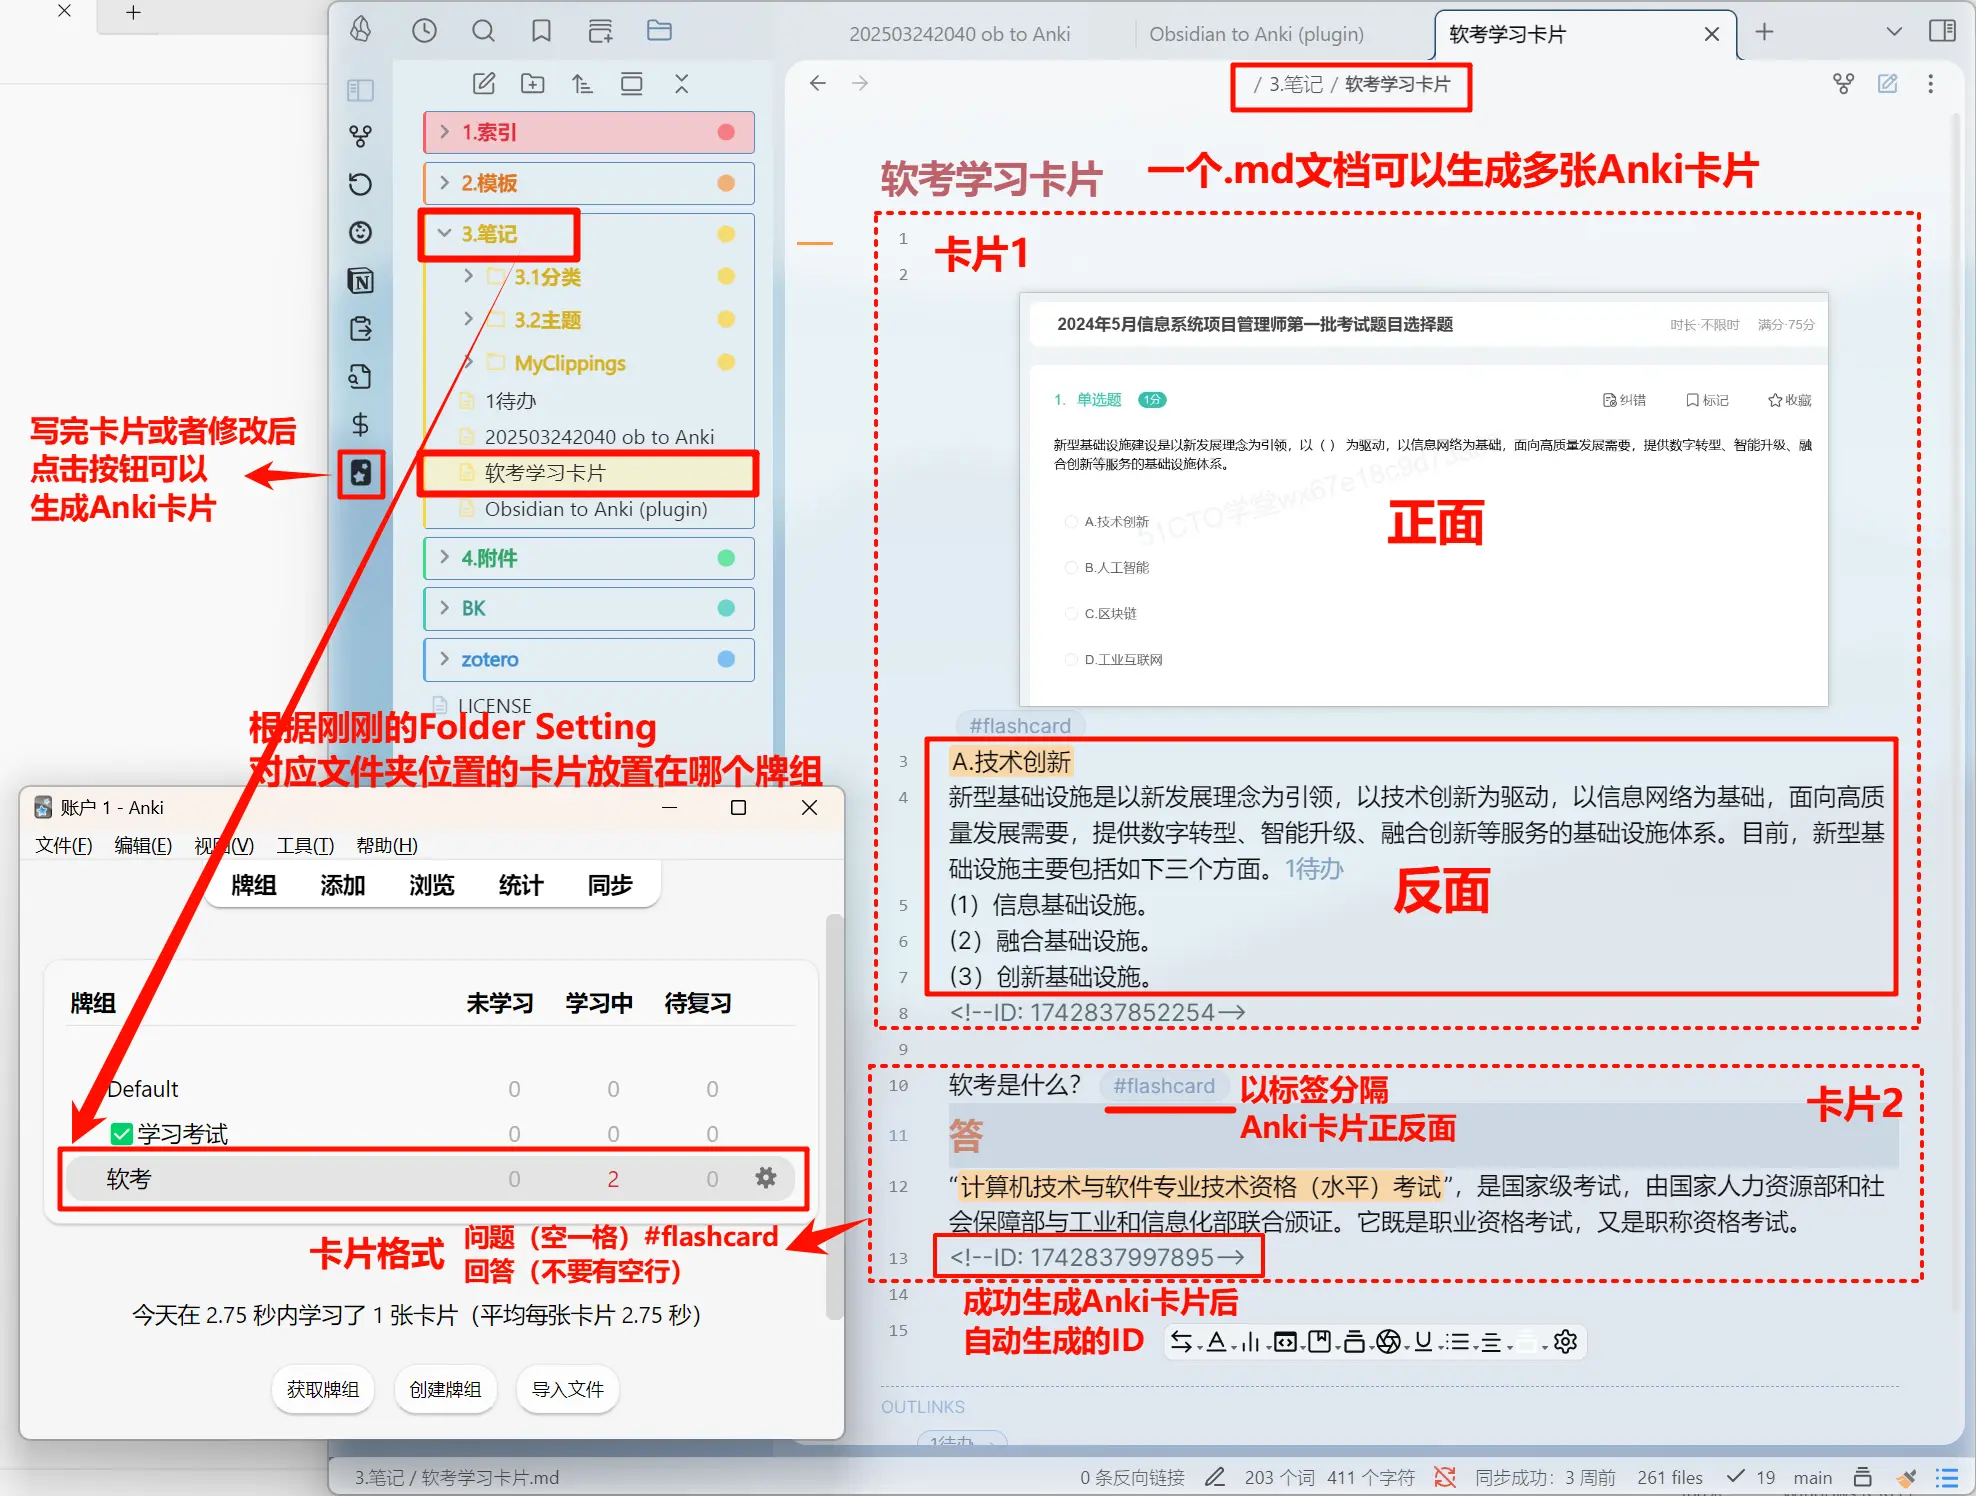 202503242040 ob to Anki
Obsidian to Anki (plugin)
软考学习卡片
/ 3.笔记 / 软考学习卡片
1.索引
2.模板
3.笔记
3.1分类
3.2主题
MyClippings
1待办
202503242040 ob to Anki
软考学习卡片
Obsidian to Anki (plugin)
4.附件
BK
zotero
LICENSE
写完卡片或者修改后
点击按钮可以
生成Anki卡片
根据刚刚的Folder Setting
对应文件夹位置的卡片放置在哪个牌组
软考学习卡片
一个.md文档可以生成多张Anki卡片
1
卡片1
2
2024年5月信息系统项目管理师第一批考试题目选择题
时长·不限时 满分·75分
1. 单选题 1分
纠错 标记 收藏
新型基础设施建设是以新发展理念为引领，以（ ） 为驱动，以信息网络为基础，面向高质量发展需要，提供数字转型、智能升级、融
合创新等服务的基础设施体系。
正面
A.技术创新
B.人工智能
C.区块链
D.工业互联网
#flashcard
3 A.技术创新
4 新型基础设施是以新发展理念为引领，以技术创新为驱动，以信息网络为基础，面向高质
量发展需要，提供数字转型、智能升级、融合创新等服务的基础设施体系。目前，新型基
础设施主要包括如下三个方面。1待办
反面
5 （1）信息基础设施。
6 （2）融合基础设施。
7 （3）创新基础设施。
8 <!--ID: 1742837852254-->
9
10 软考是什么？ #flashcard
以标签分隔
Anki卡片正反面
卡片2
11 答
12 “计算机技术与软件专业技术资格（水平）考试”，是国家级考试，由国家人力资源部和社
会保障部与工业和信息化部联合颁证。它既是职业资格考试，又是职称资格考试。
13 <!--ID: 1742837997895-->
14
15
成功生成Anki卡片后
自动生成的ID
OUTLINKS
1待办
账户 1 - Anki
文件(F) 编辑(E) 视图(V) 工具(T) 帮助(H)
牌组 添加 浏览 统计 同步
牌组 未学习 学习中 待复习
Default 0 0 0
学习考试 0 0 0
软考 0 2 0
卡片格式
问题（空一格）#flashcard
回答（不要有空行）
今天在 2.75 秒内学习了 1 张卡片（平均每张卡片 2.75 秒）
获取牌组 创建牌组 导入文件
3.笔记 / 软考学习卡片.md
0 条反向链接 203 个词 411 个字符 同步成功：3 周前 261 files 19 main